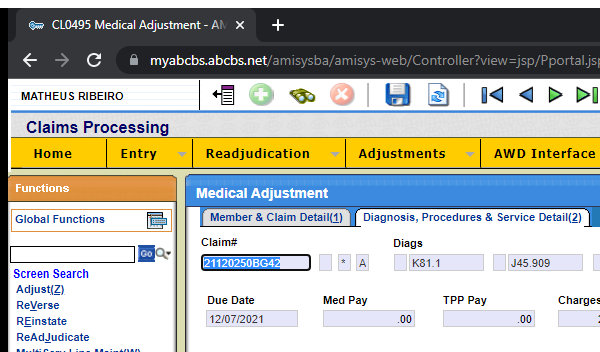 CL0495 Medical Adjustment - AM
myabcbs.abcbs.net/amisysba/amisys-web/Controller?view=jsp/Pportal.jsp
MATHEUS RIBEIRO
Claims Processing
Home Entry Readjudication Adjustments AWD Interface
Functions
Medical Adjustment
Global Functions
Member & Claim Detail(1) Diagnosis, Procedures & Service Detail(2)
Claim# Diags
Go
21120250BG42 * A K81.1 J45.909
Screen Search
Adjust(Z)
ReVerse
REinstate
ReAdJudicate
MultiServ Line Maint(W)
Due Date Med Pay TPP Pay Charges
12/07/2021 .00 .00